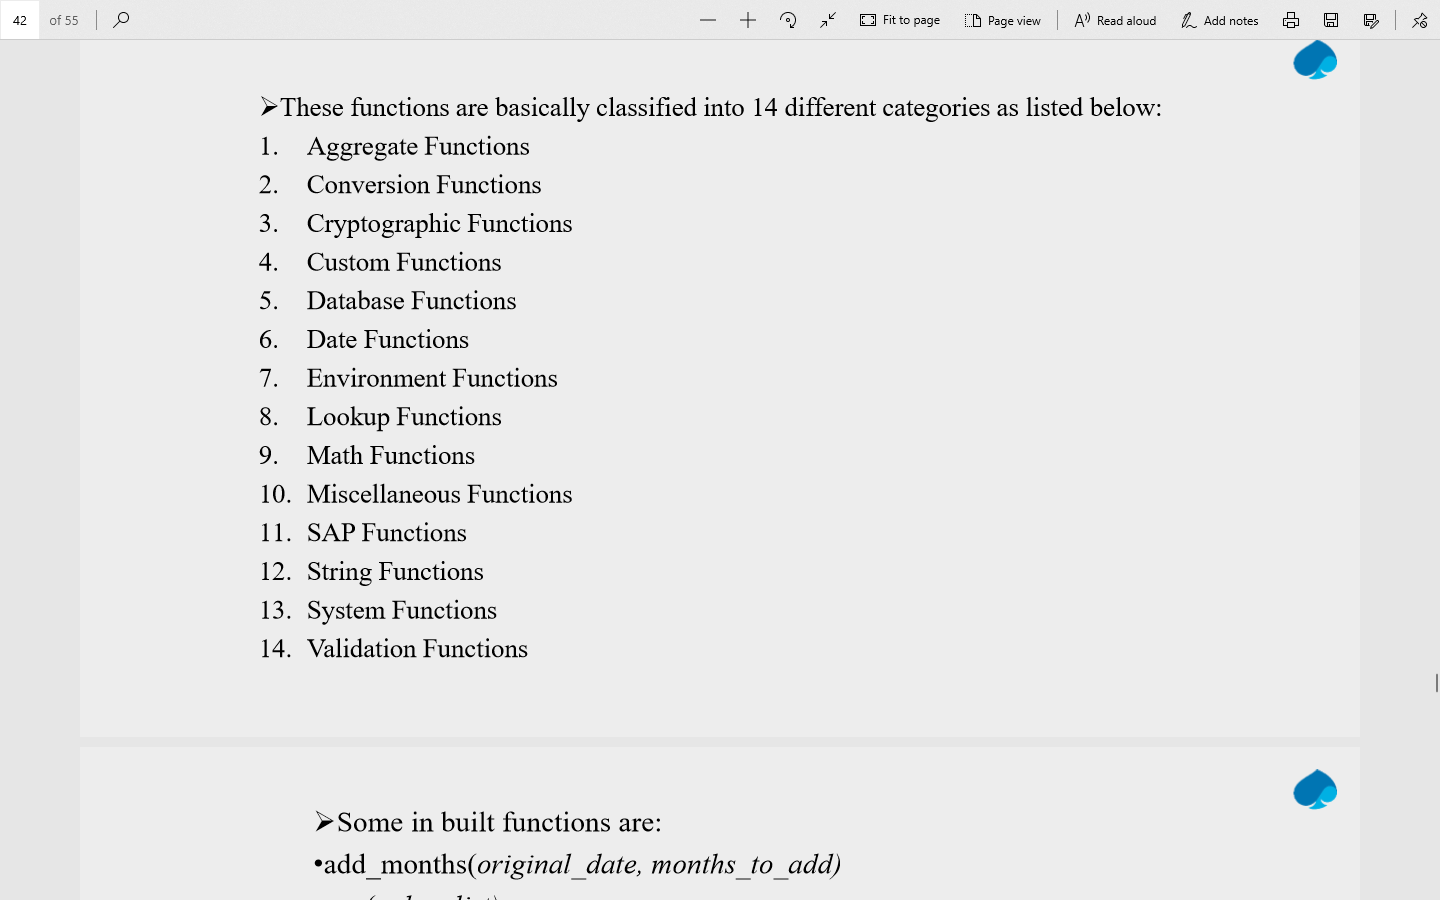 42 of 55 Fit to page Page view Read aloud Add notes
➢These functions are basically classified into 14 different categories as listed below:
1. Aggregate Functions
2. Conversion Functions
3. Cryptographic Functions
4. Custom Functions
5. Database Functions
6. Date Functions
7. Environment Functions
8. Lookup Functions
9. Math Functions
10. Miscellaneous Functions
11. SAP Functions
12. String Functions
13. System Functions
14. Validation Functions
➢Some in built functions are:
•add_months(original_date, months_to_add)